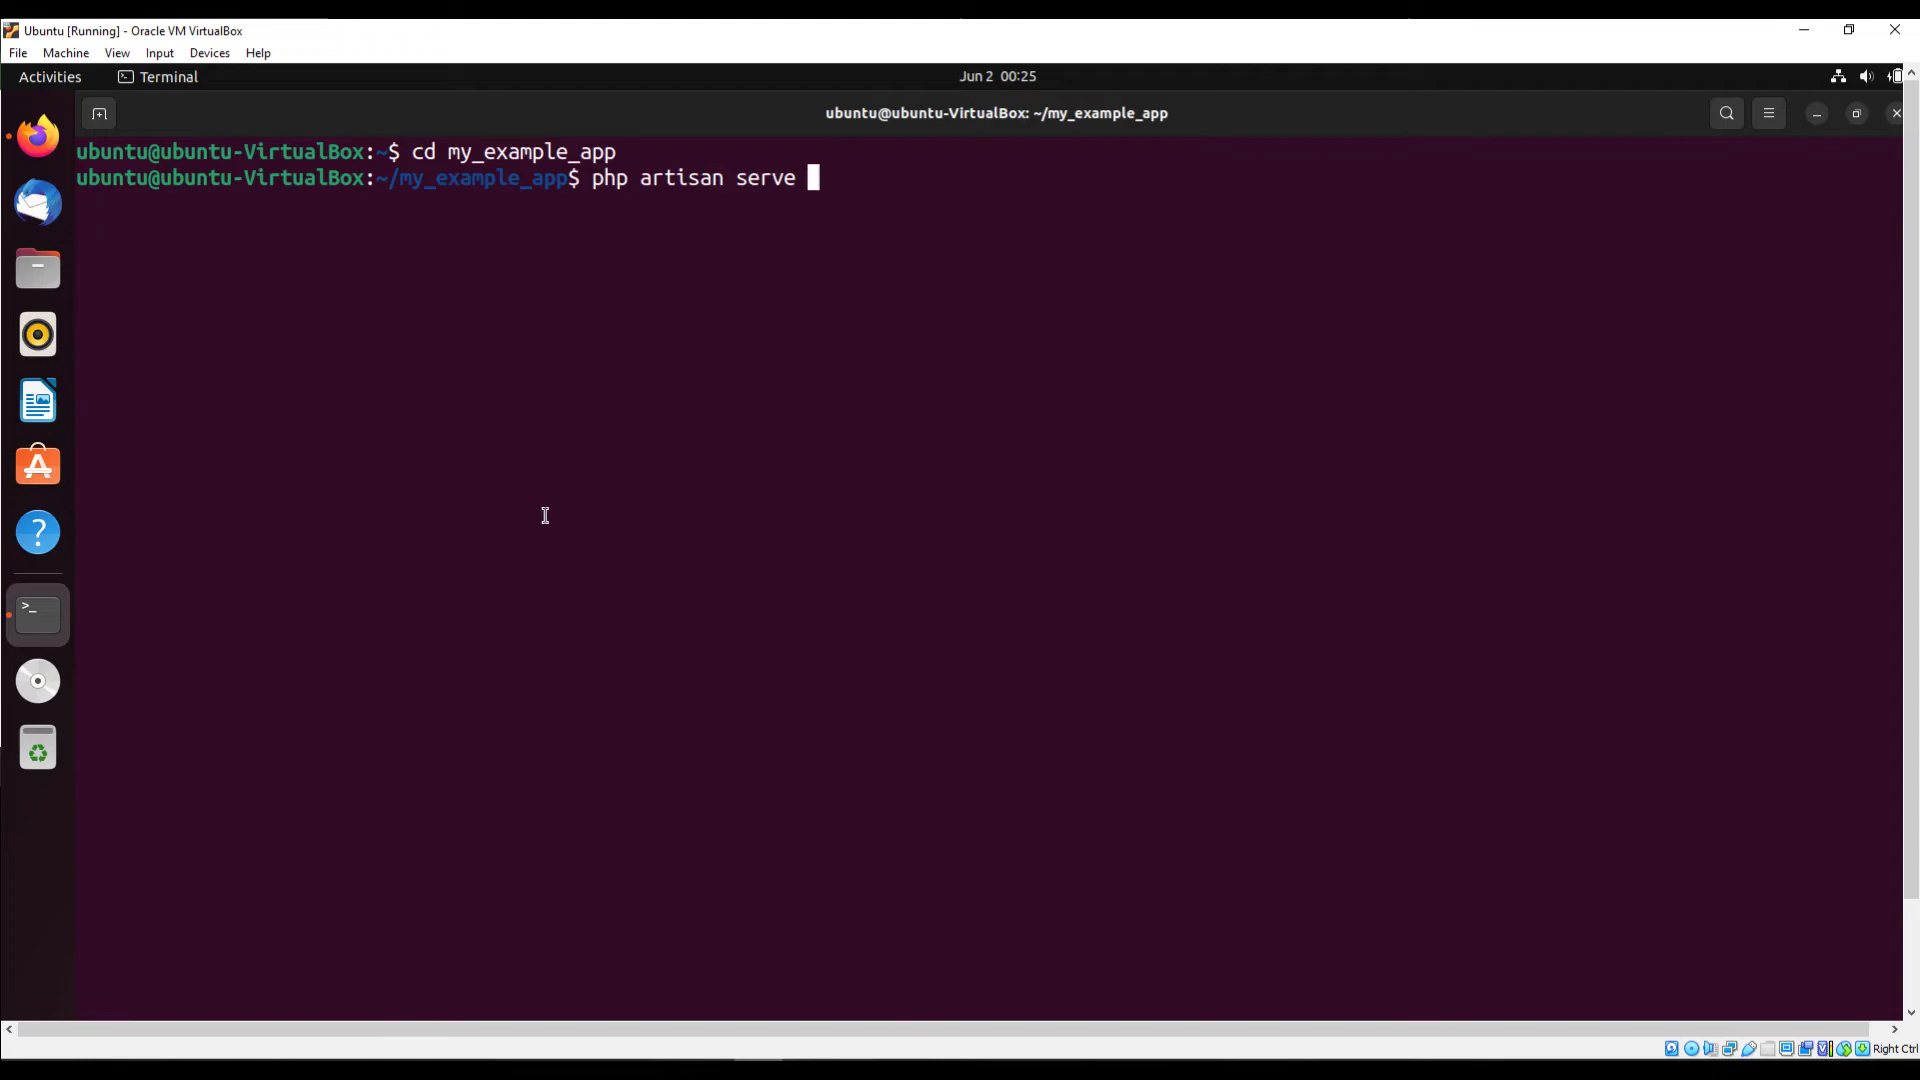 Ubuntu [Running] - Oracle VM VirtualBox
File Machine View Input Devices Help
Activities Terminal Jun 2 00:25
ubuntu@ubuntu-VirtualBox: ~/my_example_app
ubuntu@ubuntu-VirtualBox:~$ cd my_example_app
ubuntu@ubuntu-VirtualBox:~/my_example_app$ php artisan serve
Right Ctrl